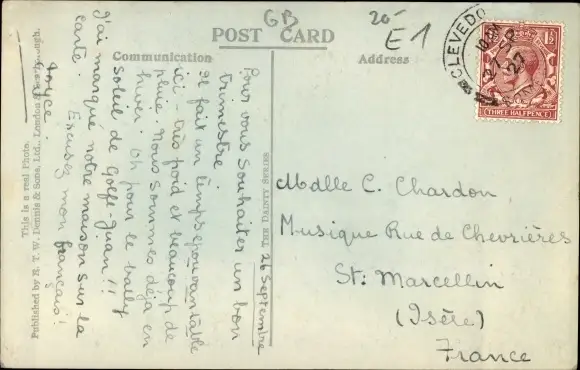 GB
20-
E1
POST CARD
Communication
Address
CLEVEDON
27 SP
27
THREE HALFPENCE
26 Septembre
Pour vous souhaiter un bon
trimestre
Il fait un temps épouvantable
ici - très froid et beaucoup de
pluie. Nous sommes déjà en
hiver. Oh pour le
soleil de Golfe-Juan!!
J'ai marqué notre maison sur la
carte. Excusez mon français!
Joyce.
Mdlle C. Chardon
Musique Rue de Chevrières
St. Marcellin
(Isère)
France
THE DAINTY SERIES
This is a real Photo.
Published by E. T. W. Dennis & Sons, Ltd., London & Scarborough.